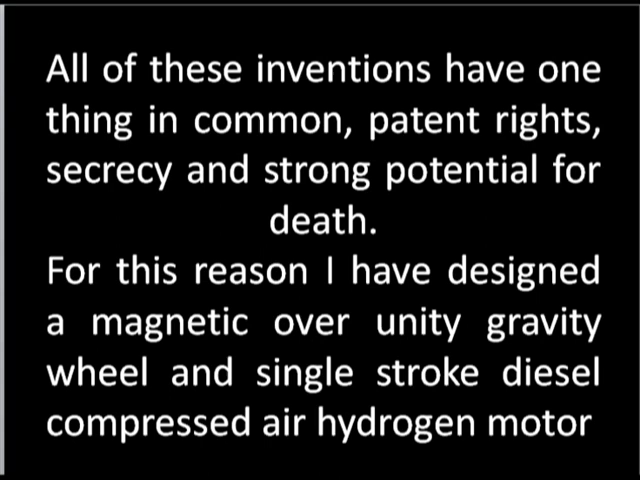 All of these inventions have one
thing in common, patent rights,
secrecy and strong potential for
death.
For this reason I have designed
a magnetic over unity gravity
wheel and single stroke diesel
compressed air hydrogen motor